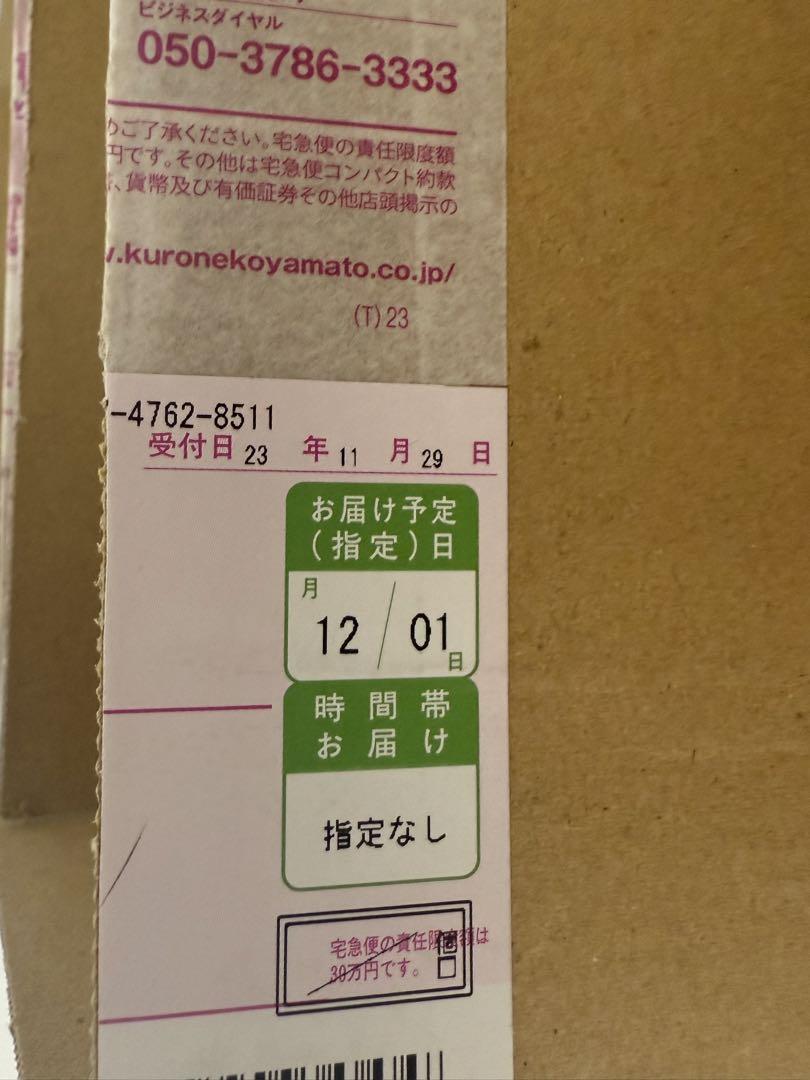 ビジネスダイヤル
050-3786-3333
めご了承ください。宅急便の責任限度額
円です。その他は宅急便コンパクト約款
、貨幣及び有価証券その他店頭掲示の
.kuronekoyamato.co.jp/
(T)23
-4762-8511
受付日 23 年 11 月 29 日
お届け予定
(指定)日
月
12/01
日
時間帯
お届け
指定なし
宅急便の責任限度額は
30万円です。
個
口